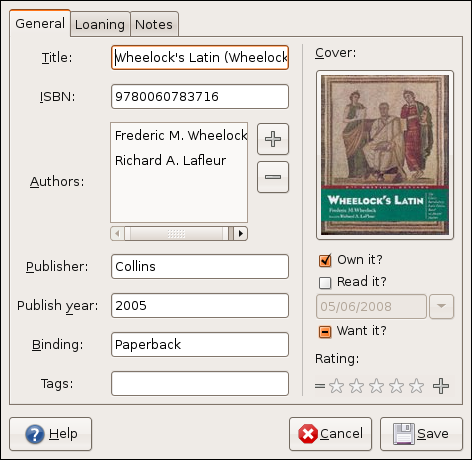 General
Loaning
Notes
Title:
Wheelock's Latin (Wheelock
ISBN:
9780060783716
Authors:
Frederic M. Wheelock
Richard A. Lafleur
Publisher:
Collins
Publish year:
2005
Binding:
Paperback
Tags:
Cover:
WHEELOCK'S LATIN
Frederic M. Wheelock
Richard A. LaFleur
Own it?
Read it?
05/06/2008
Want it?
Rating:
Help
Cancel
Save